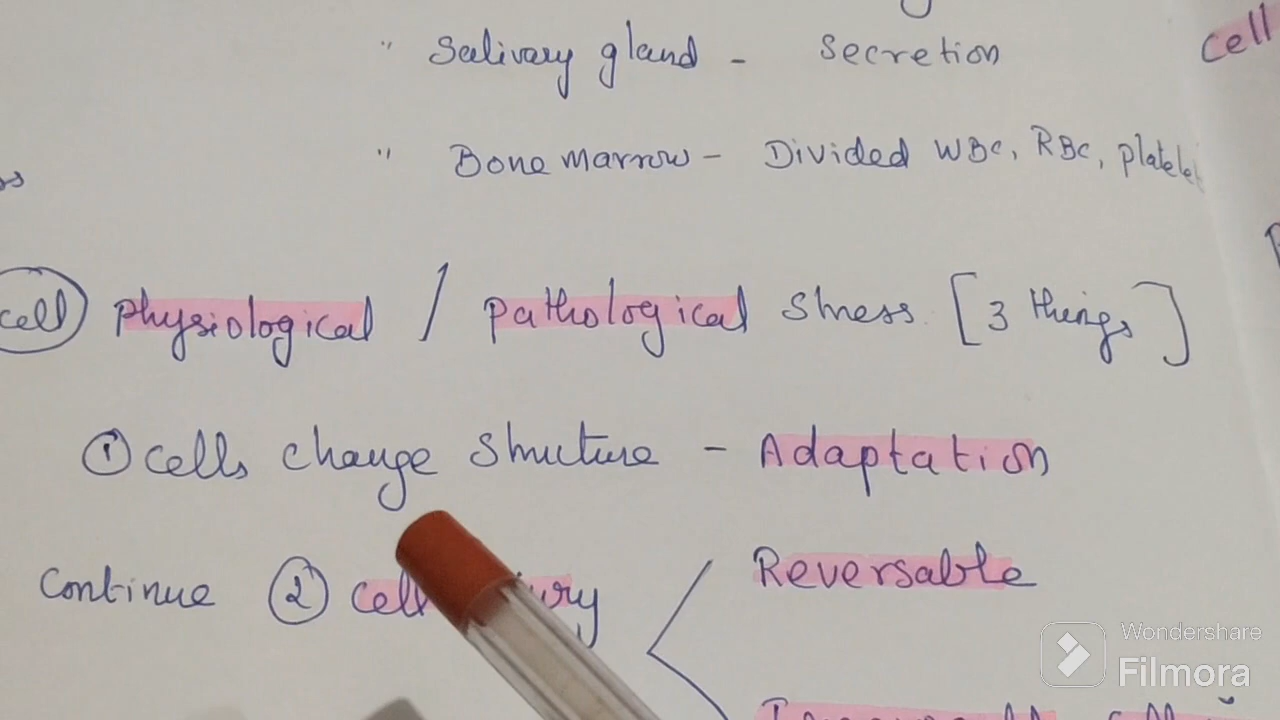 " Salivary gland - Secretion
Cell
" Bone marrow - Divided WBC, RBC, platelet
cell physiological / pathological stress. [3 things]
① cells change structure - Adaptation
Continue ② cell
Reversable
Wondershare
Filmora